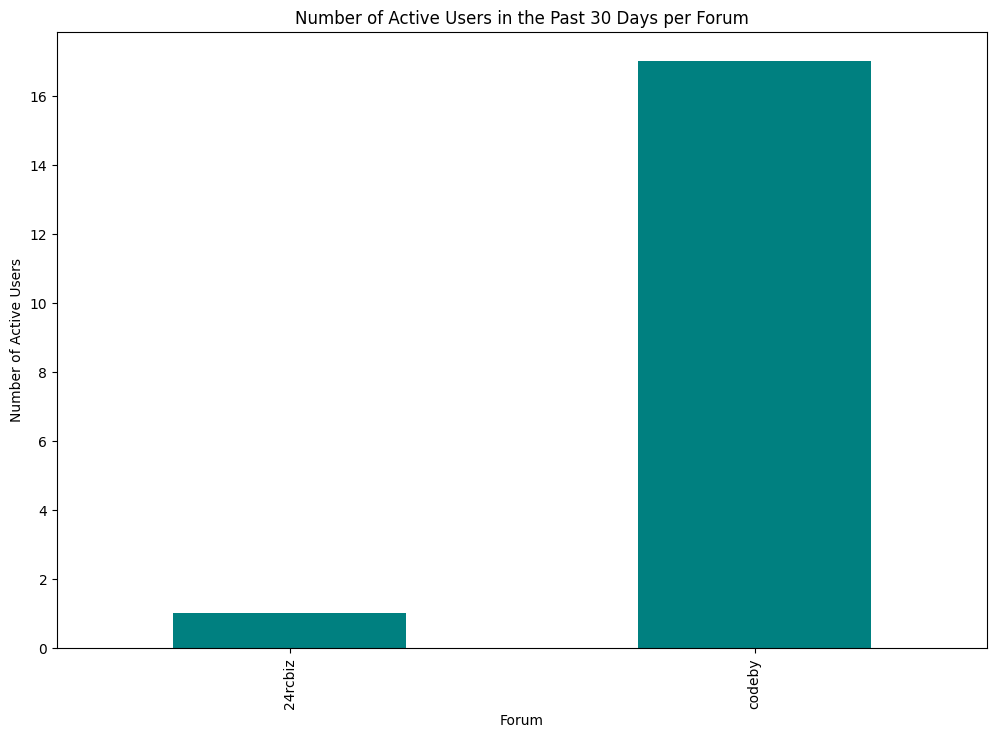 Number of Active Users in the Past 30 Days per Forum
Number of Active Users
16
14
12
10
8
6
4
2
0
24rcbiz
codeby
Forum